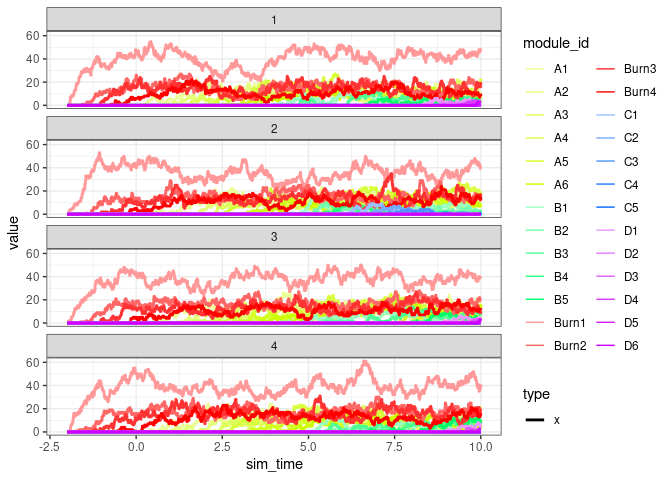 1
60
40
20
0
2
60
40
20
0
3
60
40
20
0
4
60
40
20
0
value
-2.5 0.0 2.5 5.0 7.5 10.0
sim_time
module_id
A1 Burn3
A2 Burn4
A3 C1
A4 C2
A5 C3
A6 C4
B1 C5
B2 D1
B3 D2
B4 D3
B5 D4
Burn1 D5
Burn2 D6
type
x